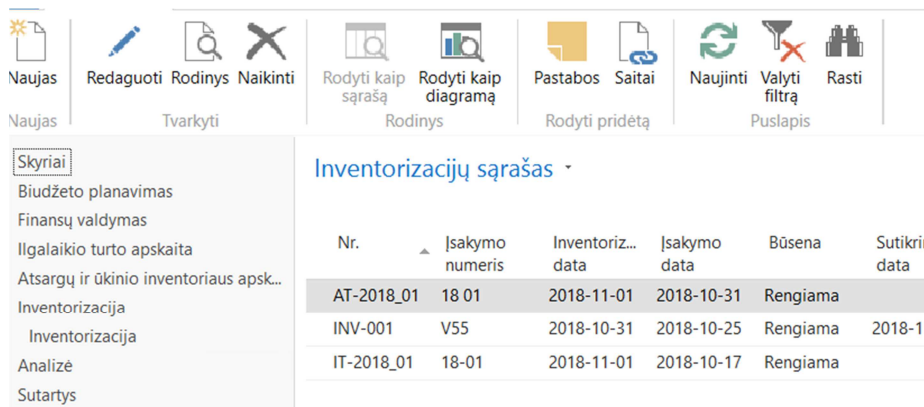 Naujas
Redaguoti Rodinys Naikinti
Rodyti kaip sąrašą
Rodyti kaip diagramą
Pastabos Saitai
Naujinti Valyti filtrą Rasti
Naujas
Tvarkyti
Rodinys
Rodyti pridėtą
Puslapis
Skyriai
Biudžeto planavimas
Finansų valdymas
Ilgalaikio turto apskaita
Atsargų ir ūkinio inventoriaus apsk...
Inventorizacija
Inventorizacija
Analizė
Sutartys
Inventorizacijų sąrašas
Nr. Įsakymo numeris Inventoriz... data Įsakymo data Būsena data
AT-2018_01 18 01 2018-11-01 2018-10-31 Rengiama
INV-001 V55 2018-10-31 2018-10-25 Rengiama 2018-1
IT-2018_01 18-01 2018-11-01 2018-10-17 Rengiama